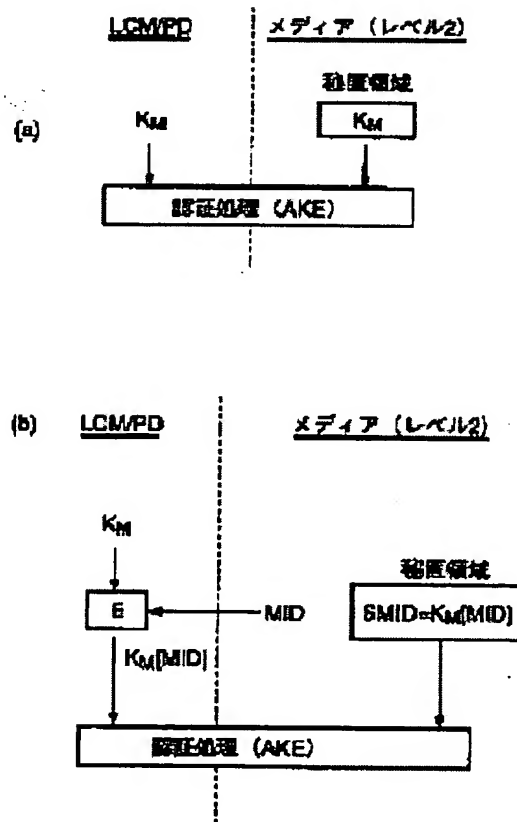 LCM/PD メディア (レベル2)
秘匿領域
(a) KM KM
認証処理 (AKE)
(b) LCM/PD メディア (レベル2)
KM
秘匿領域
E MID SMID=KM[MID]
KM[MID]
認証処理 (AKE)